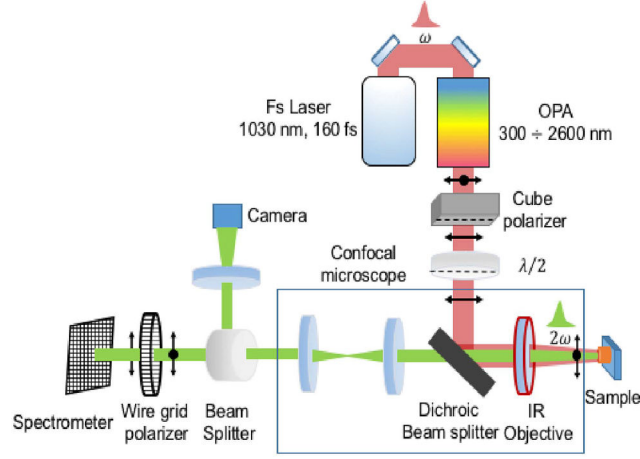 ω
Fs Laser
1030 nm, 160 fs
OPA
300 ÷ 2600 nm
Cube
polarizer
Camera
Confocal
microscope
λ/2
2ω
Spectrometer
Wire grid
polarizer
Beam
Splitter
Dichroic
Beam splitter
IR
Objective
Sample